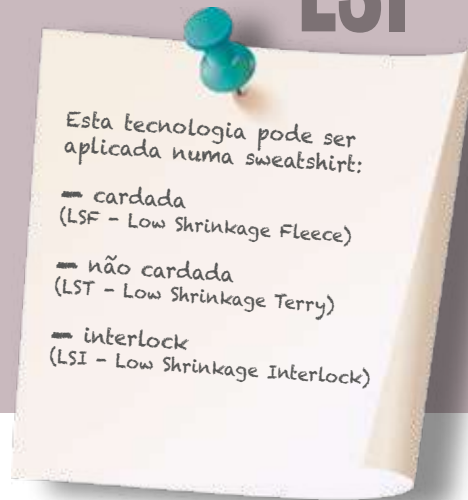 Esta tecnologia pode ser
aplicada numa sweatshirt:
– cardada
(LSF - Low Shrinkage Fleece)
– não cardada
(LST - Low Shrinkage Terry)
– interlock
(LSI - Low Shrinkage Interlock)